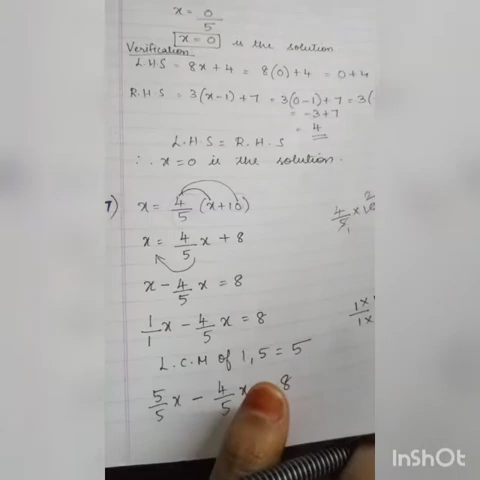 x = 0/5
x = 0 is the solution
Verification
L.H.S = 8x + 4 = 8(0) + 4 = 0 + 4
R.H.S = 3(x-1) + 7 = 3(0-1) + 7 = 3(
= -3+7
= 4
L.H.S = R.H.S
∴ x = 0 is the solution.
7) x = 4/5 (x+10)
x = 4/5 x + 8
x - 4/5 x = 8
1/1 x - 4/5 x = 8
L.C.M of 1, 5 = 5
5/5 x - 4/5 x 8
InShOt